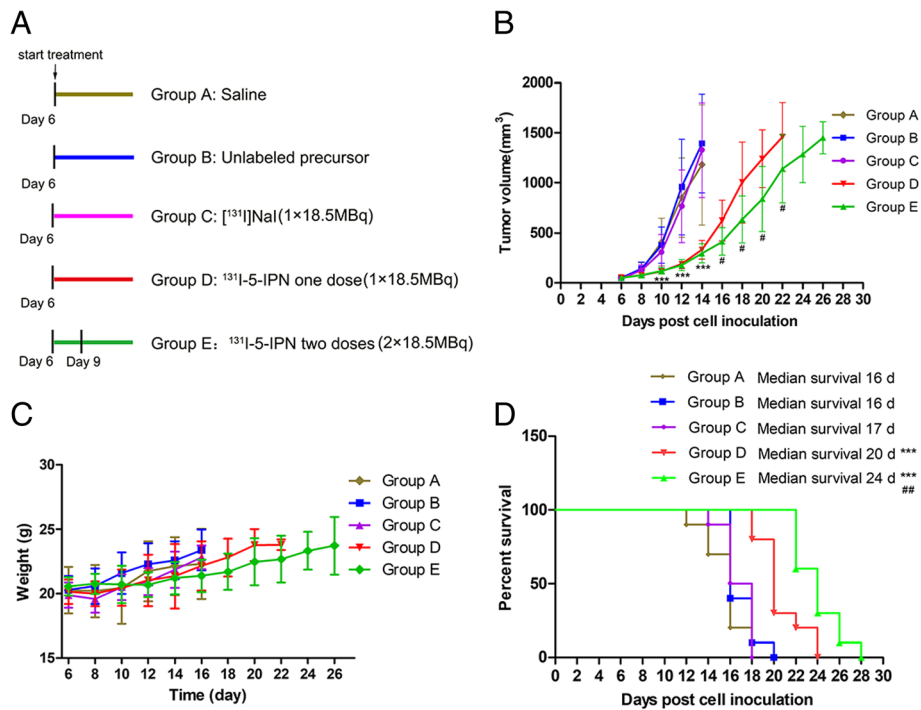 A
start treatment
Group A: Saline
Day 6
Group B: Unlabeled precursor
Day 6
Group C: [¹³¹I]NaI(1×18.5MBq)
Day 6
Group D: ¹³¹I-5-IPN one dose(1×18.5MBq)
Day 6
Group E: ¹³¹I-5-IPN two doses(2×18.5MBq)
Day 6 Day 9
B
Tumor volume(mm³)
2000
1500
1000
500
0
*** *** *** # # # #
0 2 4 6 8 10 12 14 16 18 20 22 24 26 28 30
Days post cell inoculation
Group A
Group B
Group C
Group D
Group E
C
Weight (g)
30
25
20
15
6 8 10 12 14 16 18 20 22 24 26
Time (day)
Group A
Group B
Group C
Group D
Group E
D
Group A Median survival 16 d
Group B Median survival 16 d
Group C Median survival 17 d
Group D Median survival 20 d ***
Group E Median survival 24 d ***
##
Percent survival
150
100
50
0
0 2 4 6 8 10 12 14 16 18 20 22 24 26 28 30
Days post cell inoculation